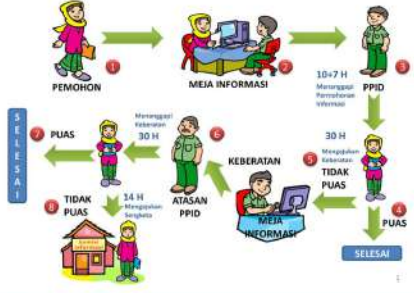 1
PEMOHON
2
MEJA INFORMASI
3
PPID
10+7 H
Menanggapi
Permohonan
Informasi
30 H
Mengajukan
Keberatan
4
PUAS
SELESAI
5
TIDAK
PUAS
KEBERATAN
MEJA
INFORMASI
6
ATASAN
PPID
Menanggapi
Keberatan
30 H
7
PUAS
SELESAI
8
TIDAK
PUAS
14 H
Mengajukan
Sengketa
Komisi
Informasi